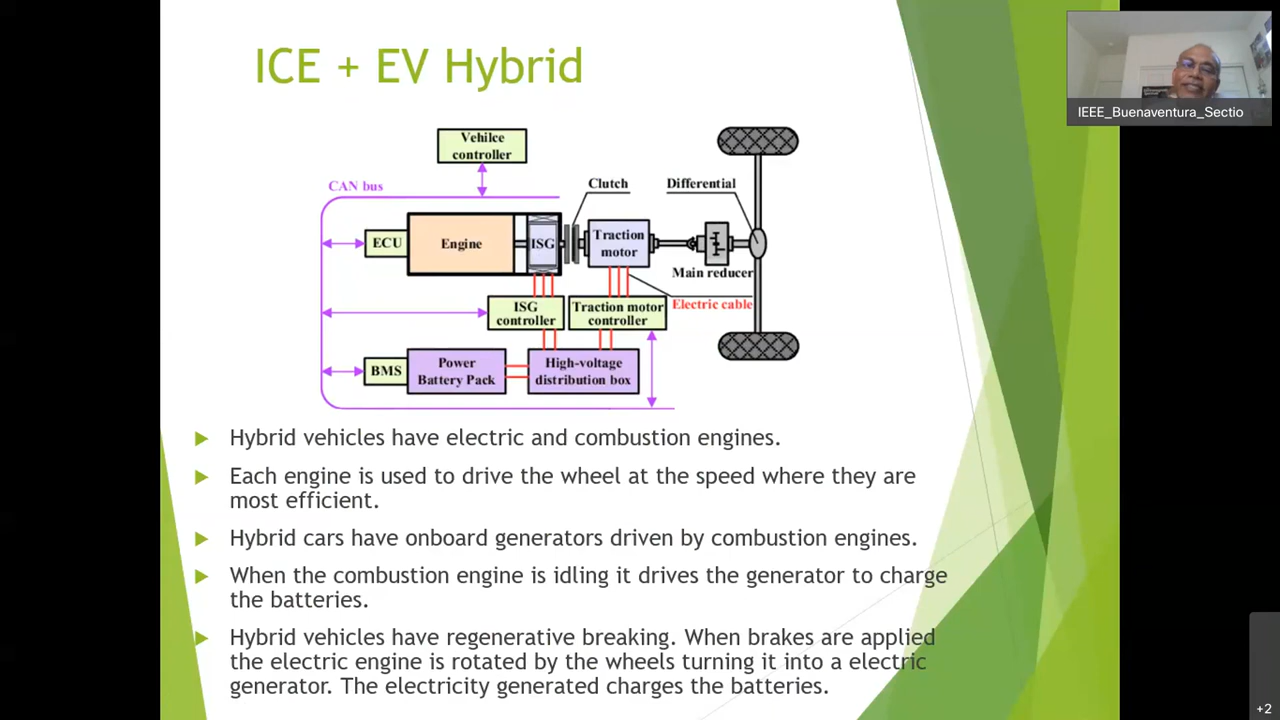 ICE + EV Hybrid
IEEE_Buenaventura_Sectio
Vehilce
controller
CAN bus
Clutch
Differential
ECU
Engine
ISG
Traction
motor
Main reducer
Electric cable
ISG
controller
Traction motor
controller
BMS
Power
Battery Pack
High-voltage
distribution box
Hybrid vehicles have electric and combustion engines.
Each engine is used to drive the wheel at the speed where they are
most efficient.
Hybrid cars have onboard generators driven by combustion engines.
When the combustion engine is idling it drives the generator to charge
the batteries.
Hybrid vehicles have regenerative breaking. When brakes are applied
the electric engine is rotated by the wheels turning it into a electric
generator. The electricity generated charges the batteries.
+2